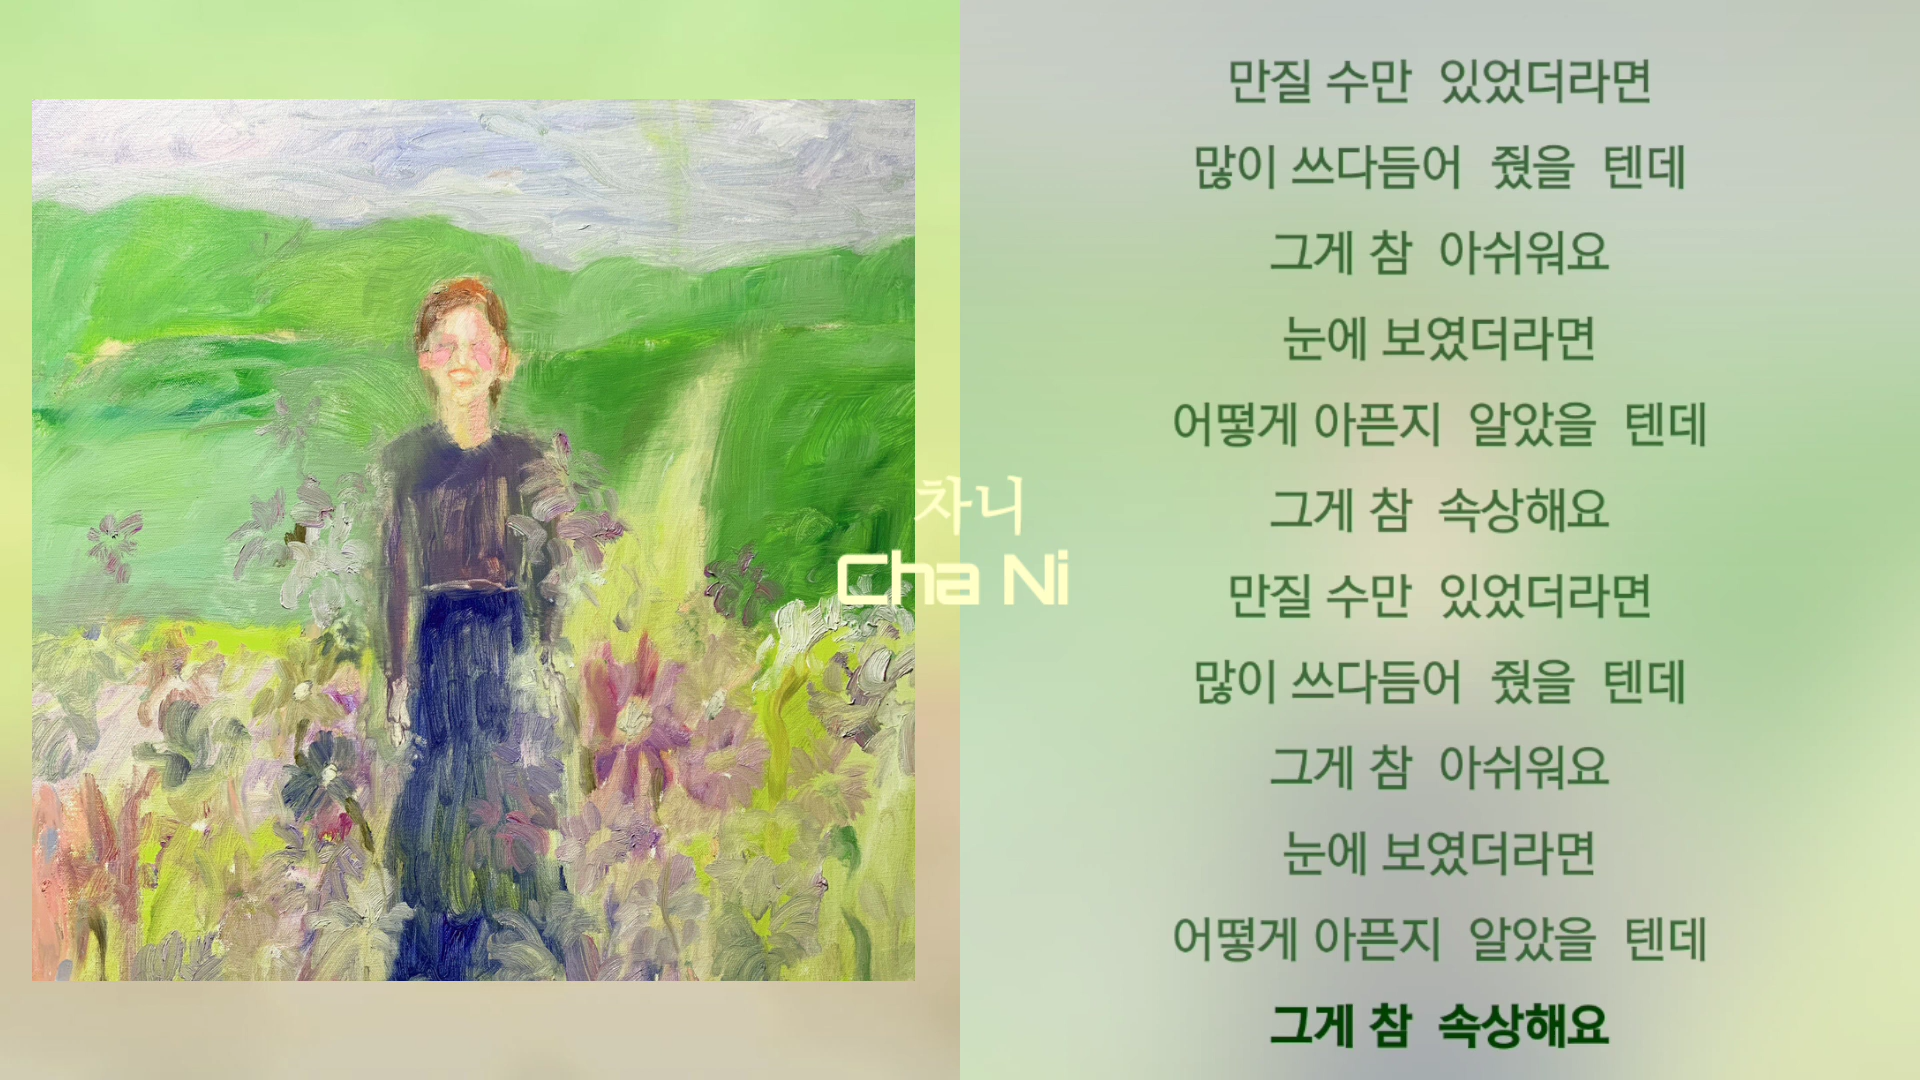 만질 수만 있었더라면
많이 쓰다듬어 줬을 텐데
그게 참 아쉬워요
눈에 보였더라면
어떻게 아픈지 알았을 텐데
그게 참 속상해요
만질 수만 있었더라면
많이 쓰다듬어 줬을 텐데
그게 참 아쉬워요
눈에 보였더라면
어떻게 아픈지 알았을 텐데
그게 참 속상해요
차니
Cha Ni